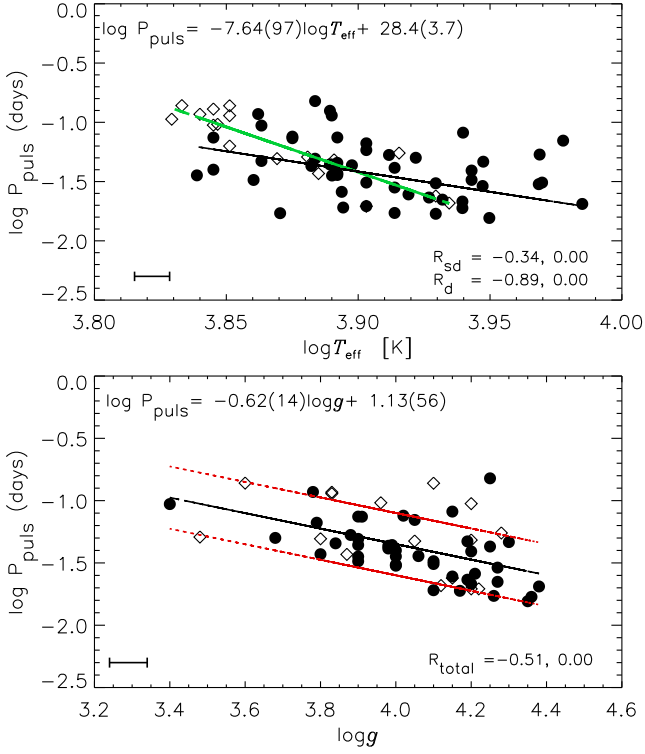 log P_puls = −7.64(97)logT_eff + 28.4(3.7)
0.0
−0.5
−1.0
−1.5
−2.0
−2.5
log P_puls (days)
R_sd = −0.34, 0.00
R_d = −0.89, 0.00
3.80 3.85 3.90 3.95 4.00
logT_eff [K]
log P_puls = −0.62(14)logg + 1.13(56)
0.0
−0.5
−1.0
−1.5
−2.0
−2.5
log P_puls (days)
R_total = −0.51, 0.00
3.2 3.4 3.6 3.8 4.0 4.2 4.4 4.6
logg